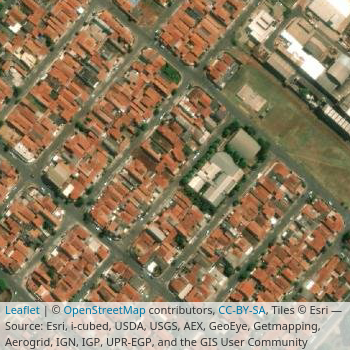 Leaflet | © OpenStreetMap contributors, CC-BY-SA, Tiles © Esri —
Source: Esri, i-cubed, USDA, USGS, AEX, GeoEye, Getmapping,
Aerogrid, IGN, IGP, UPR-EGP, and the GIS User Community